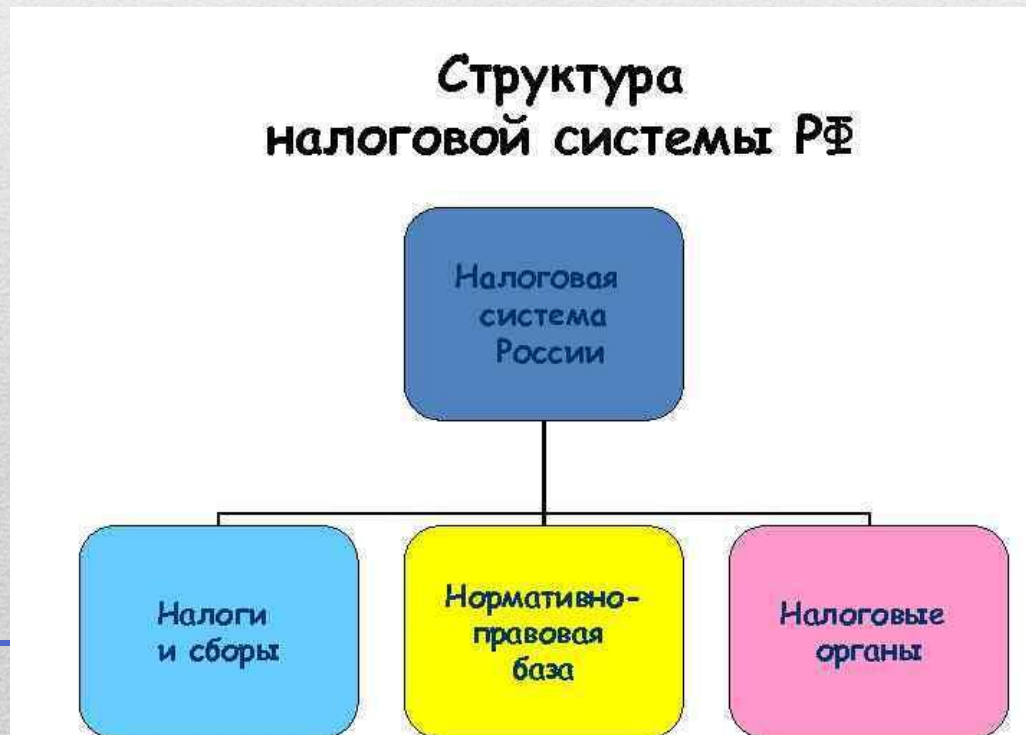 Структура
налоговой системы РФ
Налоговая
система
России
Налоги
и сборы
Нормативно-
правовая
база
Налоговые
органы